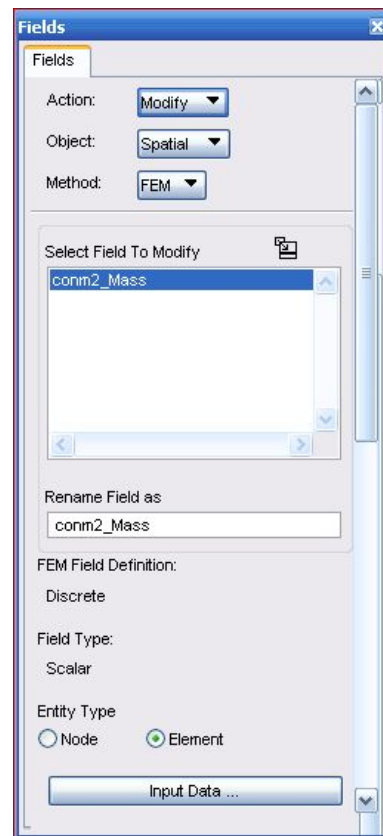 Fields
Fields
Action: Modify
Object: Spatial
Method: FEM
Select Field To Modify
conm2_Mass
Rename Field as
conm2_Mass
FEM Field Definition:
Discrete
Field Type:
Scalar
Entity Type
Node Element
Input Data ...